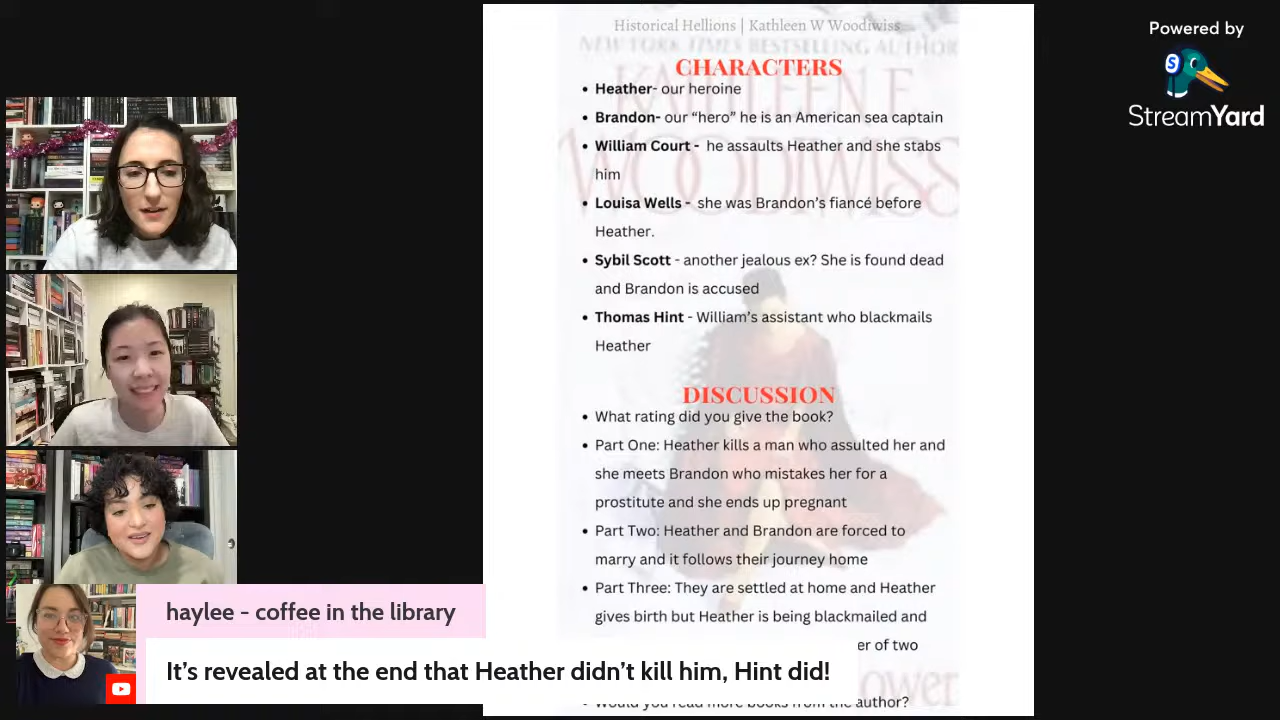 Historical Hellions | Kathleen W Woodiwiss
NEW YORK TIMES BESTSELLING AUTHOR
KATHLEEN E
WOODIWISS
CHARACTERS
• Heather- our heroine
• Brandon- our “hero” he is an American sea captain
• William Court - he assaults Heather and she stabs
him
• Louisa Wells - she was Brandon’s fiancé before
Heather.
• Sybil Scott - another jealous ex? She is found dead
and Brandon is accused
• Thomas Hint - William’s assistant who blackmails
Heather
DISCUSSION
• What rating did you give the book?
• Part One: Heather kills a man who assulted her and
she meets Brandon who mistakes her for a
prostitute and she ends up pregnant
• Part Two: Heather and Brandon are forced to
marry and it follows their journey home
• Part Three: They are settled at home and Heather
gives birth but Heather is being blackmailed and
er of two
Would you read more books from the author?
haylee - coffee in the library
It’s revealed at the end that Heather didn’t kill him, Hint did!
Powered by
StreamYard